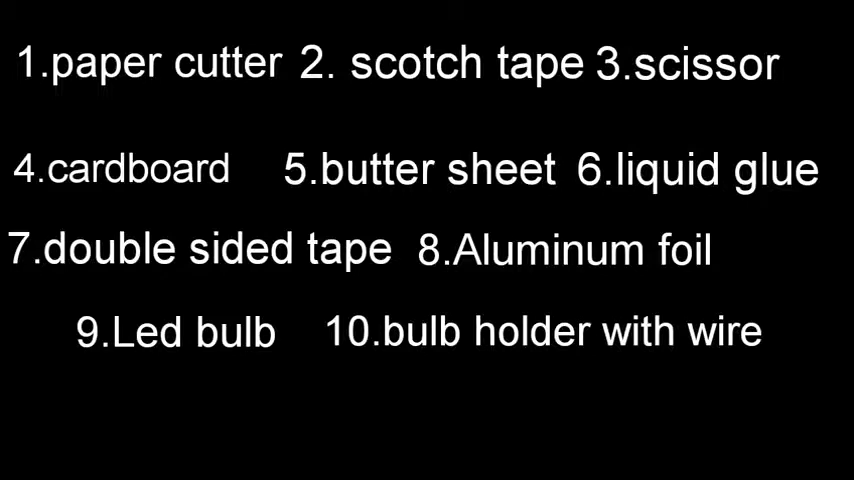 1.paper cutter 2. scotch tape 3.scissor
4.cardboard 5.butter sheet 6.liquid glue
7.double sided tape 8.Aluminum foil
9.Led bulb 10.bulb holder with wire